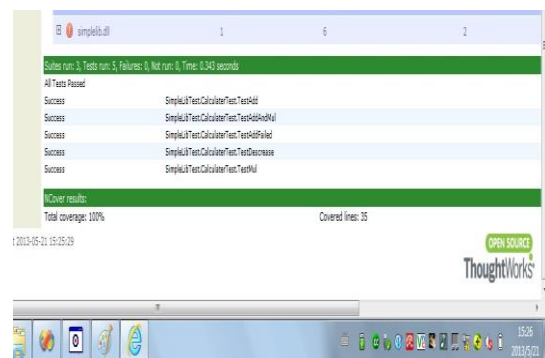 simplelib.dll 1 6 2
Suites run: 3, Tests run: 5, Failures: 0, Not run: 0, Time: 0.343 seconds
All Tests Passed
Success SimpleLibTest.CalculaterTest.TestAdd
Success SimpleLibTest.CalculaterTest.TestAddAndMul
Success SimpleLibTest.CalculaterTest.TestAddFailed
Success SimpleLibTest.CalculaterTest.TestDescrease
Success SimpleLibTest.CalculaterTest.TestMul
NCover results:
Total coverage: 100% Covered lines: 35
2013-05-21 15:25:29
OPEN SOURCE
ThoughtWorks
15:26
2013/5/21